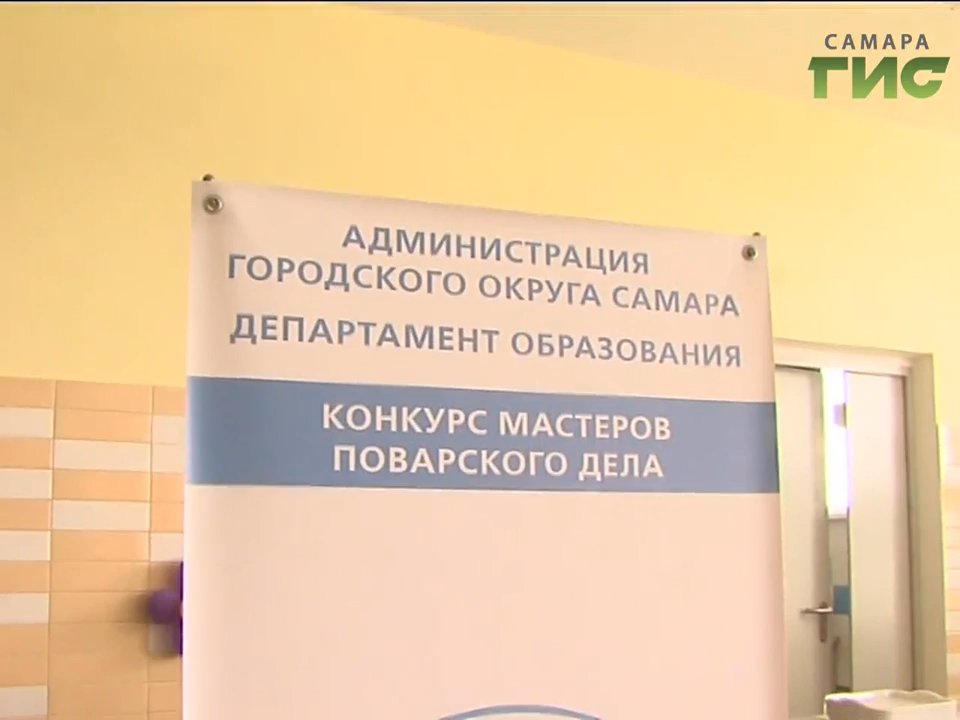 САМАРА
ГИС
АДМИНИСТРАЦИЯ
ГОРОДСКОГО ОКРУГА САМАРА
ДЕПАРТАМЕНТ ОБРАЗОВАНИЯ
КОНКУРС МАСТЕРОВ
ПОВАРСКОГО ДЕЛА